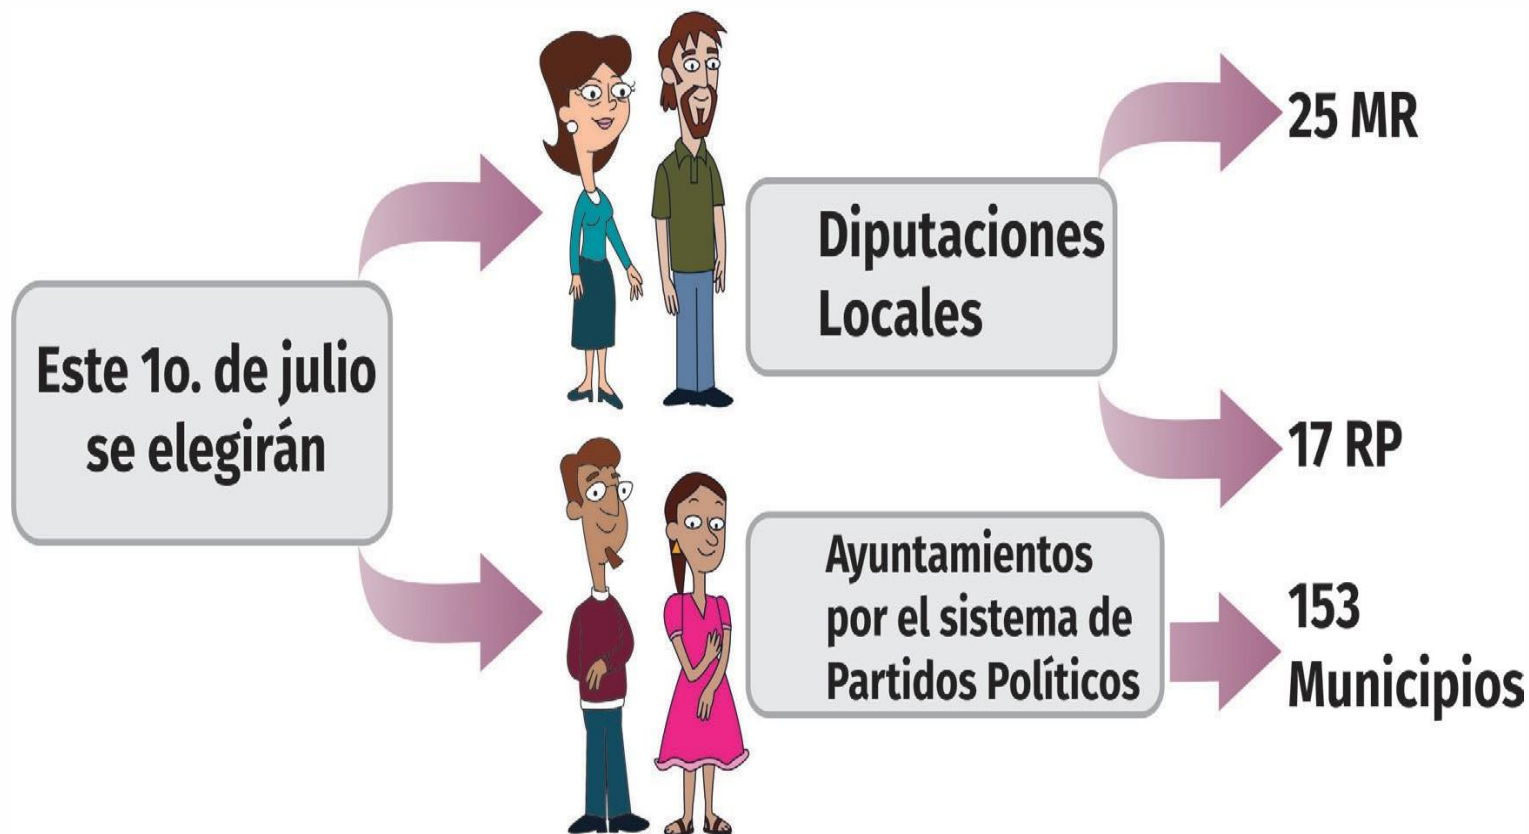 Este 1o. de julio
se elegirán
Diputaciones
Locales
25 MR
17 RP
Ayuntamientos
por el sistema de
Partidos Políticos
153
Municipios